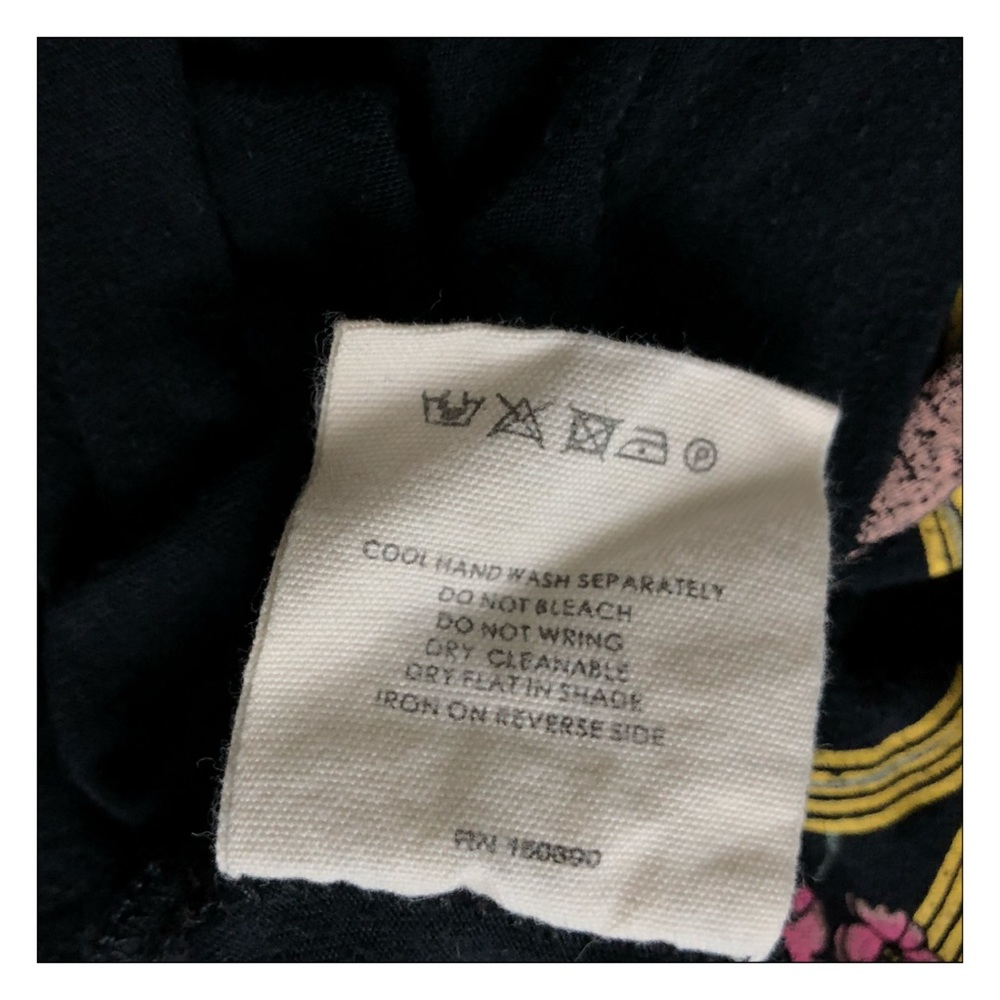 P
COOL HAND WASH SEPARATELY
DO NOT BLEACH
DO NOT WRING
DRY CLEANABLE
DRY FLAT IN SHADE
IRON ON REVERSE SIDE
RN